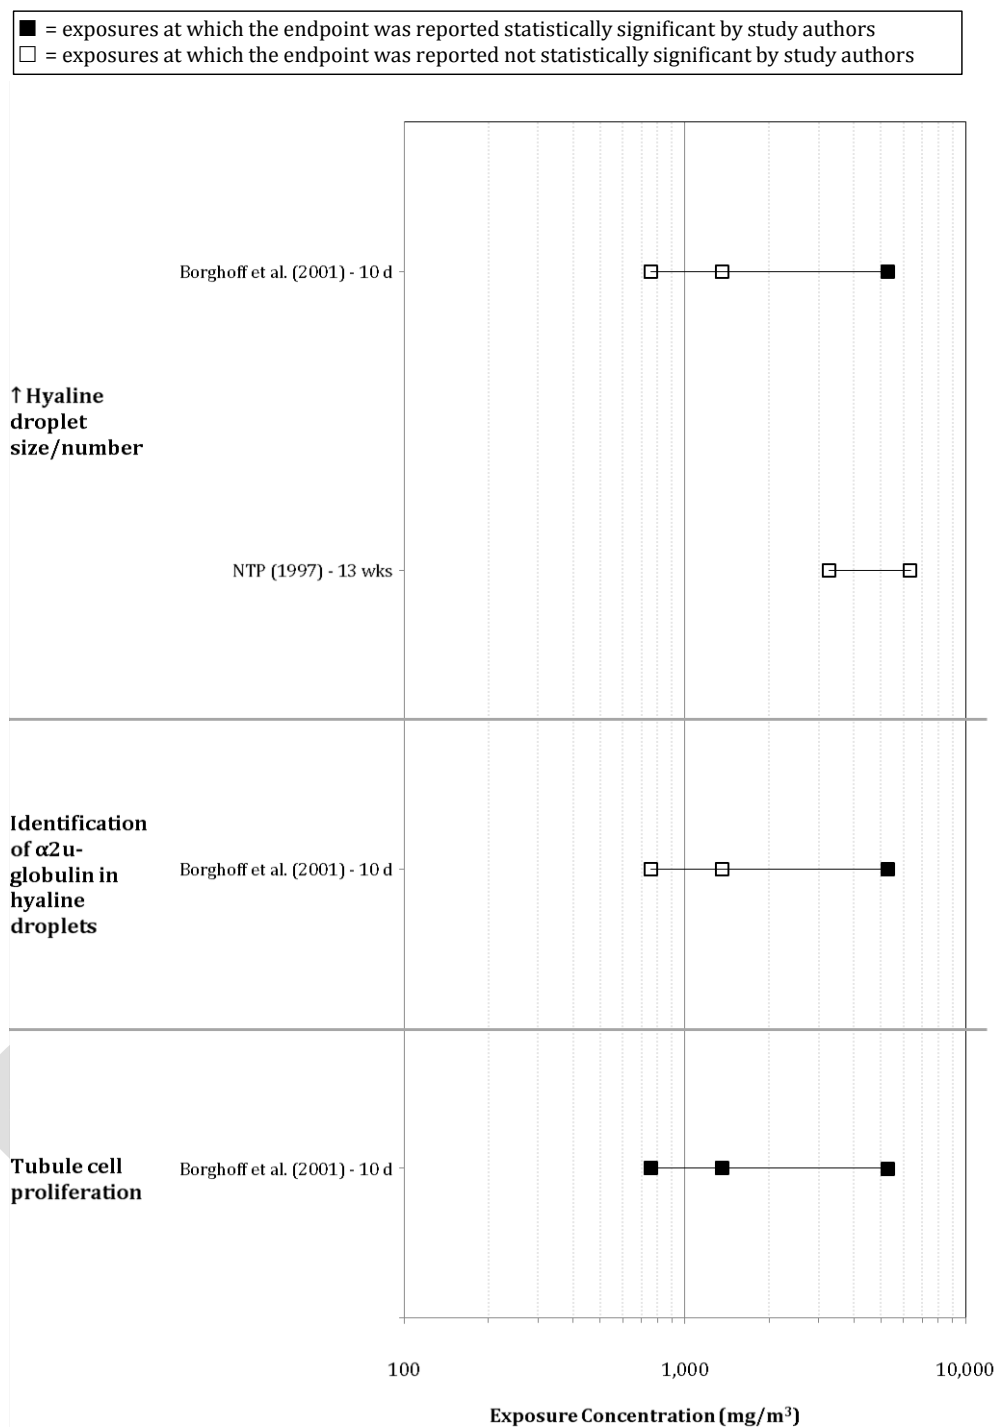 ■ = exposures at which the endpoint was reported statistically significant by study authors
□ = exposures at which the endpoint was reported not statistically significant by study authors
Borghoff et al. (2001) - 10 d
↑ Hyaline
droplet
size/number
NTP (1997) - 13 wks
Identification
of α2u-
globulin in
hyaline
droplets
Borghoff et al. (2001) - 10 d
Tubule cell
proliferation
Borghoff et al. (2001) - 10 d
100
1,000
10,000
Exposure Concentration (mg/m³)